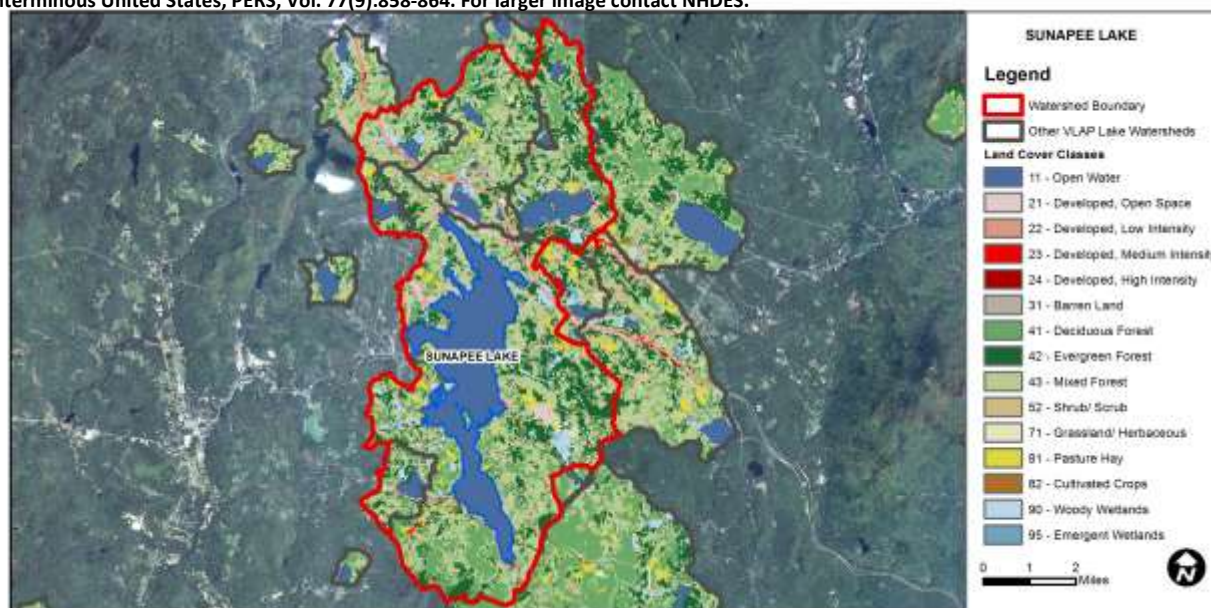 nterminous United States, PERS, Vol. 77(9):858-864. For larger image contact NHDES.
SUNAPEE LAKE
Legend
Watershed Boundary
Other VLAP Lake Watersheds
Land Cover Classes
11 - Open Water
21 - Developed, Open Space
22 - Developed, Low Intensity
23 - Developed, Medium Intensit
24 - Developed, High Intensity
31 - Barren Land
41 - Deciduous Forest
42 - Evergreen Forest
43 - Mixed Forest
52 - Shrub/ Scrub
71 - Grassland/ Herbaceous
81 - Pasture Hay
82 - Cultivated Crops
90 - Woody Wetlands
95 - Emergent Wetlands
0 1 2
Miles
N
SUNAPEE LAKE